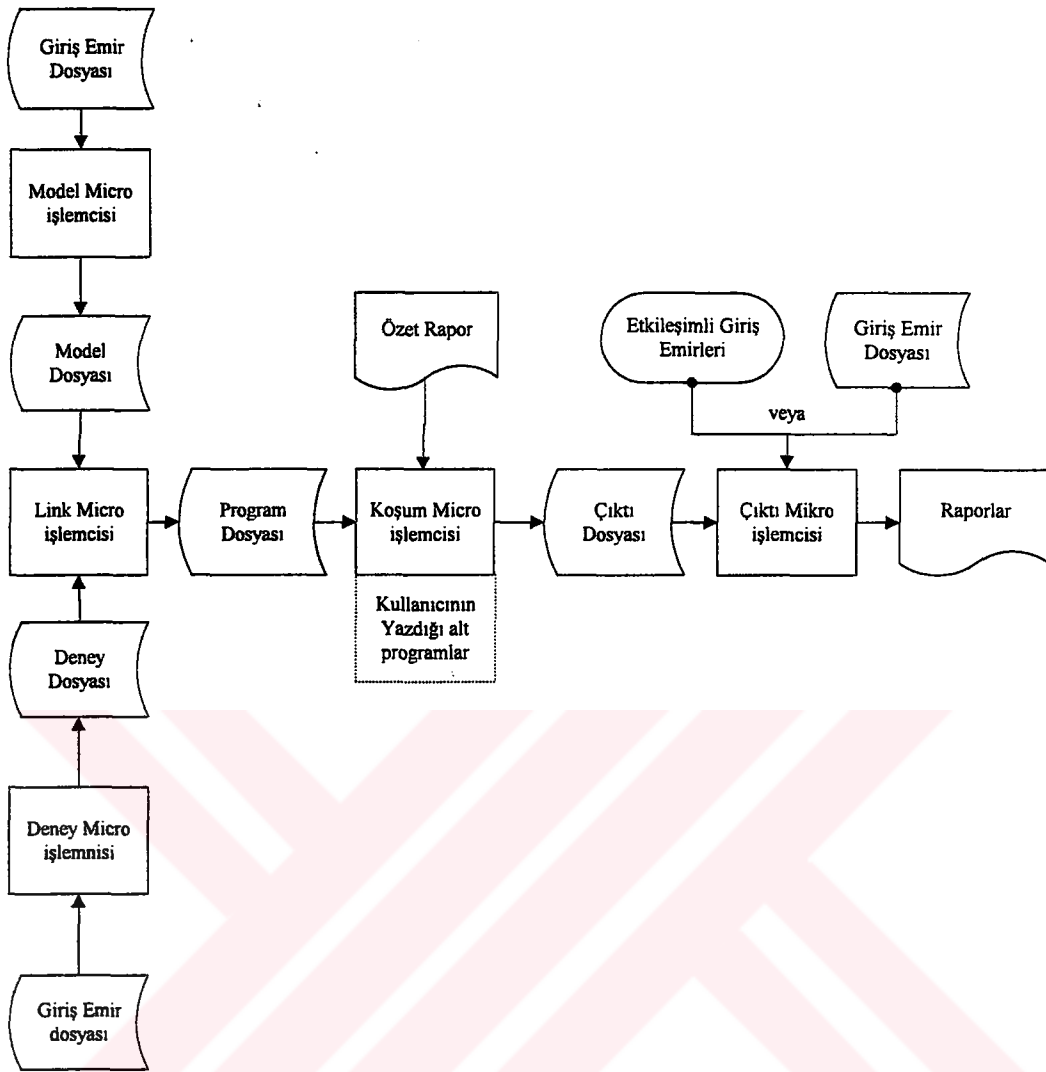 Giriş Emir
Dosyası
Model Micro
işlemcisi
Model
Dosyası
Özet Rapor
Etkileşimli Giriş
Emirleri
Giriş Emir
Dosyası
veya
Link Micro
işlemcisi
Program
Dosyası
Koşum Micro
işlemcisi
Çıktı
Dosyası
Çıktı Mikro
işlemcisi
Raporlar
Kullanıcının
Yazdığı alt
programlar
Deney
Dosyası
Deney Micro
işlemnisi
Giriş Emir
dosyası